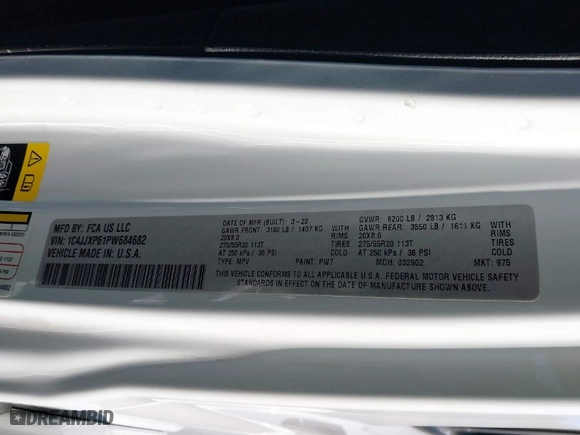 MFD BY: FCA US LLC
VIN: 1C4JJXP61PW684682
VEHICLE MADE IN: U.S.A.
DATE OF MFR (BUILT): 3-23
GAWR FRONT: 3100 LB / 1407 KG WITH
20X8.0 RIMS
275/55R20 113T
AT 250 kPa / 36 PSI COLD
TYPE: MPV PAINT: PW7
GVWR: 6200 LB / 2813 KG
GAWR REAR: 3550 LB / 1611 KG WITH
20X8.0 RIMS
275/55R20 113T
AT 250 kPa / 36 PSI COLD
MCH: 032902 MKT: 875
THIS VEHICLE CONFORMS TO ALL APPLICABLE U.S.A. FEDERAL MOTOR VEHICLE SAFETY
STANDARDS IN EFFECT ON THE DATE OF MANUFACTURE SHOWN ABOVE.
DREAMBID